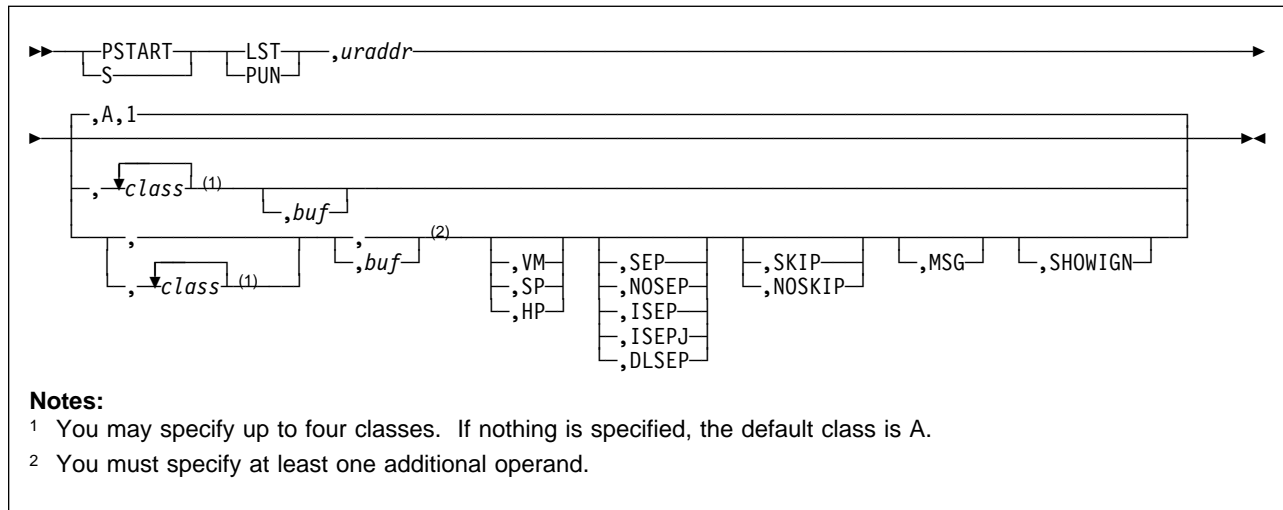 PSTART LST ,uraddr
S PUN
,A,1
, class (1)
,buf
, , (2)
, class (1) ,buf ,VM ,SEP ,SKIP ,MSG ,SHOWIGN
,SP ,NOSEP ,NOSKIP
,HP ,ISEP
,ISEPJ
,DLSEP
Notes:
1 You may specify up to four classes. If nothing is specified, the default class is A.
2 You must specify at least one additional operand.